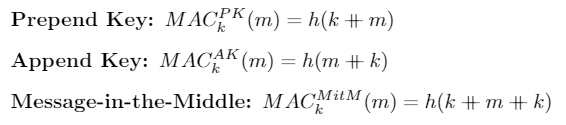 Prepend Key: MAC_k^{PK}(m) = h(k ⧺ m)
Append Key: MAC_k^{AK}(m) = h(m ⧺ k)
Message-in-the-Middle: MAC_k^{MitM}(m) = h(k ⧺ m ⧺ k)